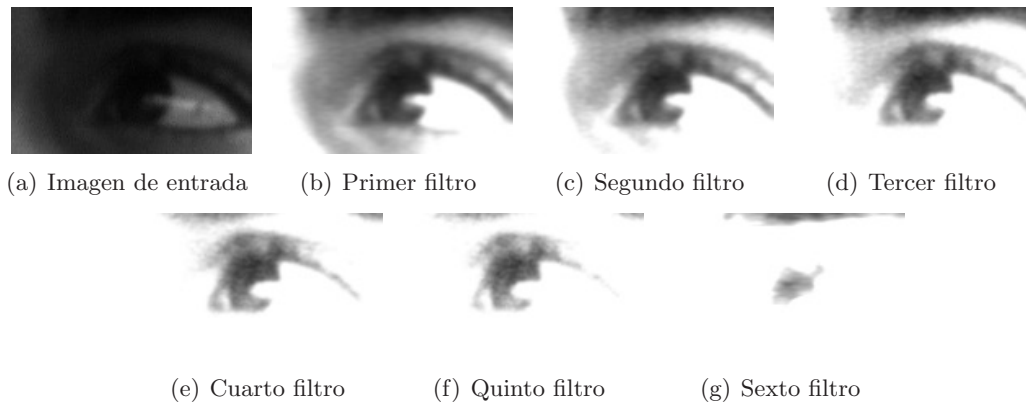 (a) Imagen de entrada
(b) Primer filtro
(c) Segundo filtro
(d) Tercer filtro
(e) Cuarto filtro
(f) Quinto filtro
(g) Sexto filtro